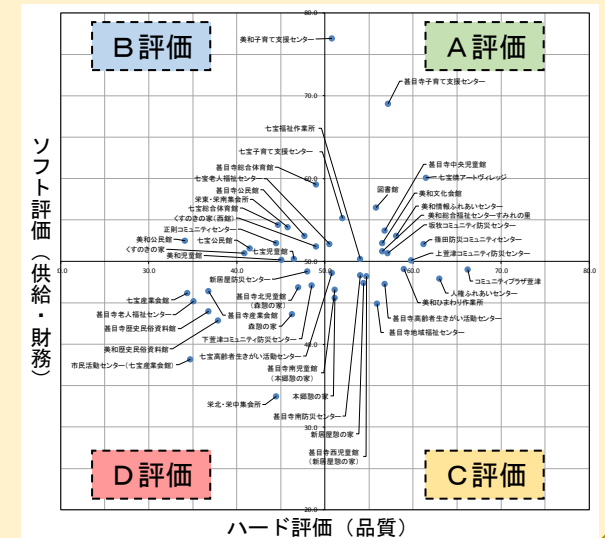 80.0
Ｂ評価
Ａ評価
美和子育て支援センター
70.0
甚目寺子育て支援センター
七宝福祉作業所
七宝子育て支援センター
甚目寺総合体育館
七宝老人福祉センター
甚目寺公民館
栄東・栄南集会所
七宝総合体育館
くすのきの家（西館）
正則コミュニティセンター
美和公民館
七宝公民館
くすのきの家
七宝児童館
美和児童館
60.0
甚目寺中央児童館
七宝焼アートヴィレッジ
図書館
美和文化会館
美和情報ふれあいセンター
美和総合福祉センターすみれの里
坂牧コミュニティ防災センター
篠田防災コミュニティセンター
上萱津コミュニティ防災センター
ソフト評価（供給・財務）
20.0
30.0
40.0
50.0
60.0
70.0
80.0
新居屋防災センター
七宝産業会館
甚目寺老人福祉センター
甚目寺歴史民俗資料館
美和歴史民俗資料館
市民活動センター(七宝産業会館)
甚目寺北児童館
（森憩の家）
甚目寺産業会館
森憩の家
下萱津コミュニティ防災センター
七宝高齢者生きがい活動センター
甚目寺南児童館
（本郷憩の家）
コミュニティプラザ萱津
人権ふれあいセンター
美和ひまわり作業所
甚目寺高齢者生きがい活動センター
甚目寺地域福祉センター
40.0
本郷憩の家
栄北・栄中集会所
甚目寺南防災センター
30.0
新居屋憩の家
甚目寺西児童館
（新居屋憩の家）
Ｄ評価
Ｃ評価
20.0
ハード評価（品質）